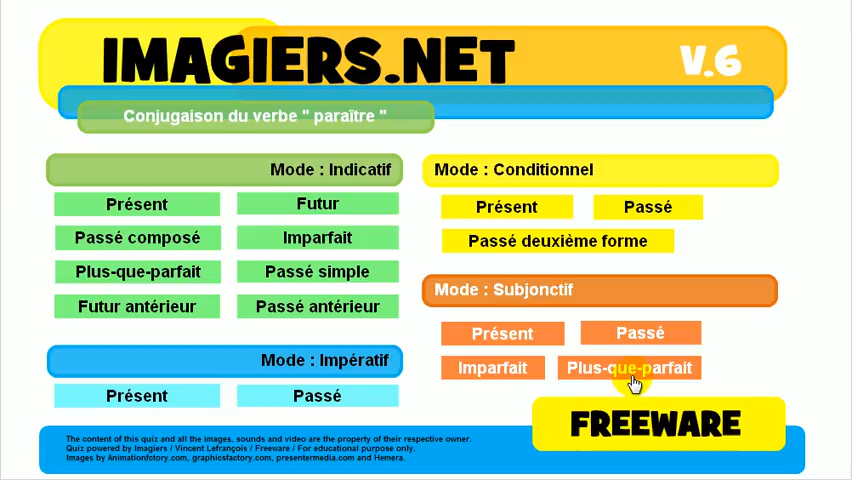 IMAGIERS.NET
V.6
Conjugaison du verbe " paraître "
Mode : Indicatif
Présent
Futur
Passé composé
Imparfait
Plus-que-parfait
Passé simple
Futur antérieur
Passé antérieur
Mode : Impératif
Présent
Passé
Mode : Conditionnel
Présent
Passé
Passé deuxième forme
Mode : Subjonctif
Présent
Passé
Imparfait
Plus-que-parfait
FREEWARE
The content of this quiz and all the images, sounds and video are the property of their respective owner.
Quiz powered by Imagiers / Vincent Lefrançois / Freeware / For educational purpose only.
Images by Animationfctory.com, graphicsfactory.com, presentermedia.com and Hemera.